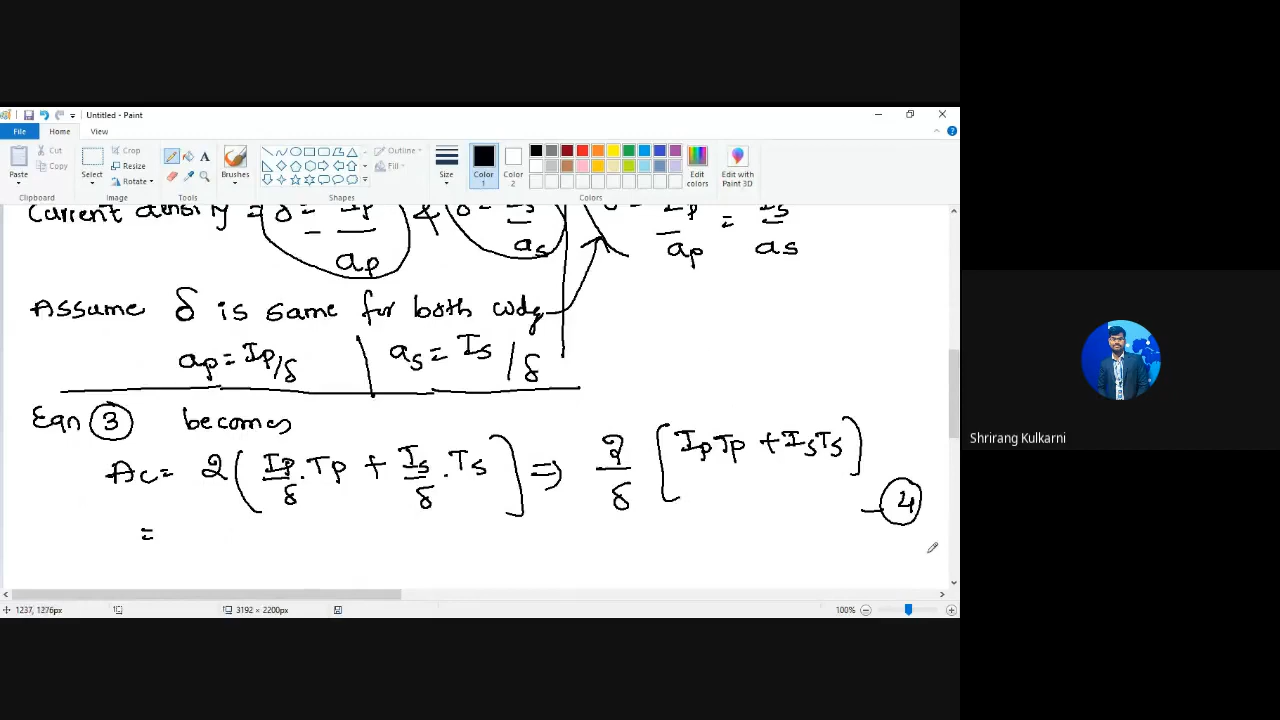 Untitled - Paint
File Home View
Cut
Copy
Paste
Clipboard
Crop
Resize
Rotate
Select
Image
Tools
Brushes
Outline
Fill
Shapes
Size
Color 1
Color 2
Edit colors
Colors
Edit with Paint 3D
Current density = δ = Ip/ap & δ = Is/as δ = Ip/ap = Is/as
Assume δ is same for both wdg
ap = Ip/δ | as = Is/δ
Eqn 3 becomes
Ac = 2 ( Ip/δ . Tp + Is/δ . Ts ] ⇒ 2/δ [ IpTp + IsTs ] - 4
=
1237, 1276px
3192 × 2200px
100%
Shrirang Kulkarni